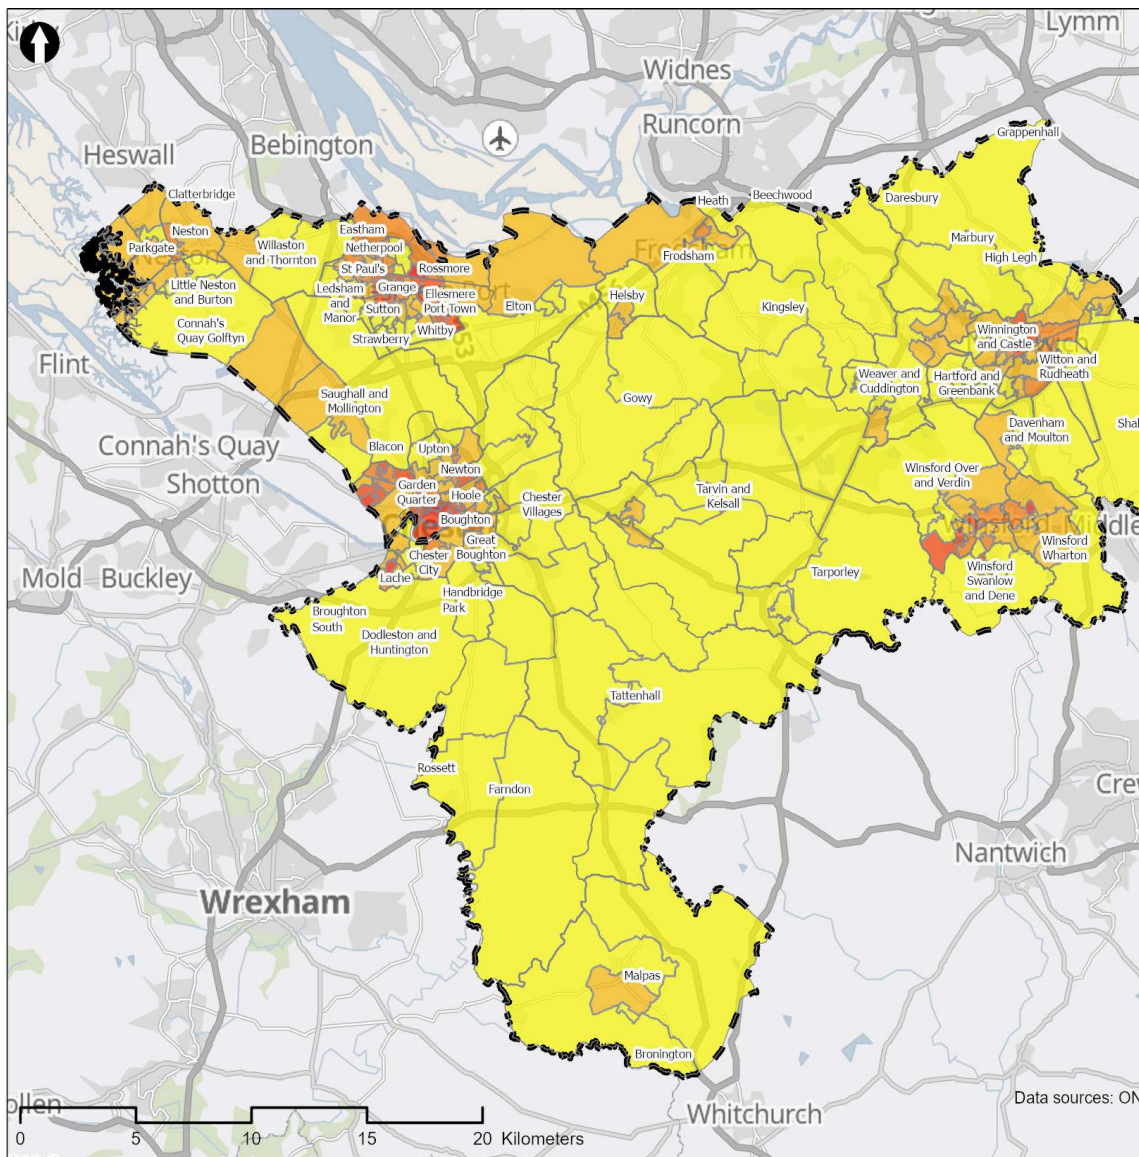 Lymm
Widnes
Runcorn
Bebington
Heswall
Grappenhall
Clatterbridge
Heath
Beechwood
Daresbury
Neston
Eastham
Parkgate
Willaston
and Thornton
Netherpool
Marbury
Frodsham
Frodsham
High Legh
St Paul's
Rossmore
Little Neston
and Burton
Ledsham
and
Manor
Grange
Ellesmere
Port Town
Sutton
Elton
Helsby
Kingsley
Connah's
Quay Golftyn
Strawberry
Whitby
53
Winnington
and Castle
Witton and
Rudheath
Flint
Weaver and
Cuddington
Hartford and
Greenbank
Saughall and
Mollington
Gowy
Davenham
and Moulton
Shal
Connah's Quay
Shotton
Blacon
Upton
Newton
Garden
Quarter
Hoole
Winsford Over
and Verdin
Tarvin and
Kelsall
Chester
Villages
Boughton
Great
Boughton
Winsford
Middle
Winsford
Wharton
Chester
City
Lache
Mold
Buckley
Tarporley
Winsford
Swanlow
and Dene
Handbridge
Park
Broughton
South
Dodleston and
Huntington
Tattenhall
Rossett
Farndon
Crew
Nantwich
Wrexham
Malpas
Bronington
Data sources: ON
ollen
Whitchurch
0 5 10 15 20 Kilometers